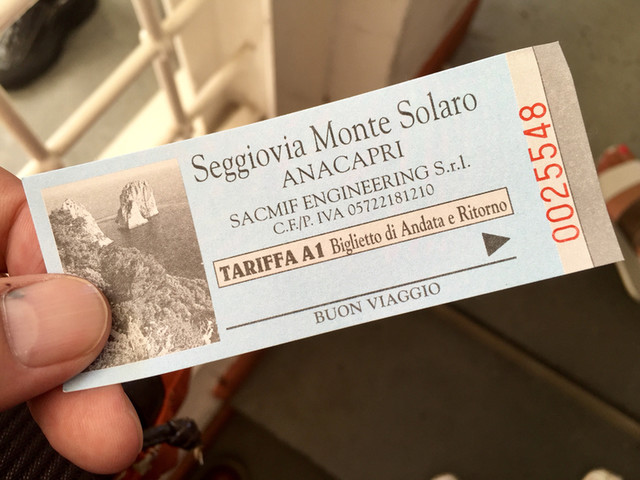 Seggiovia Monte Solaro
ANACAPRI
SACMIF ENGINEERING S.r.l.
C.F./P. IVA 05722181210
TARIFFA A1 Biglietto di Andata e Ritorno
BUON VIAGGIO
0025548